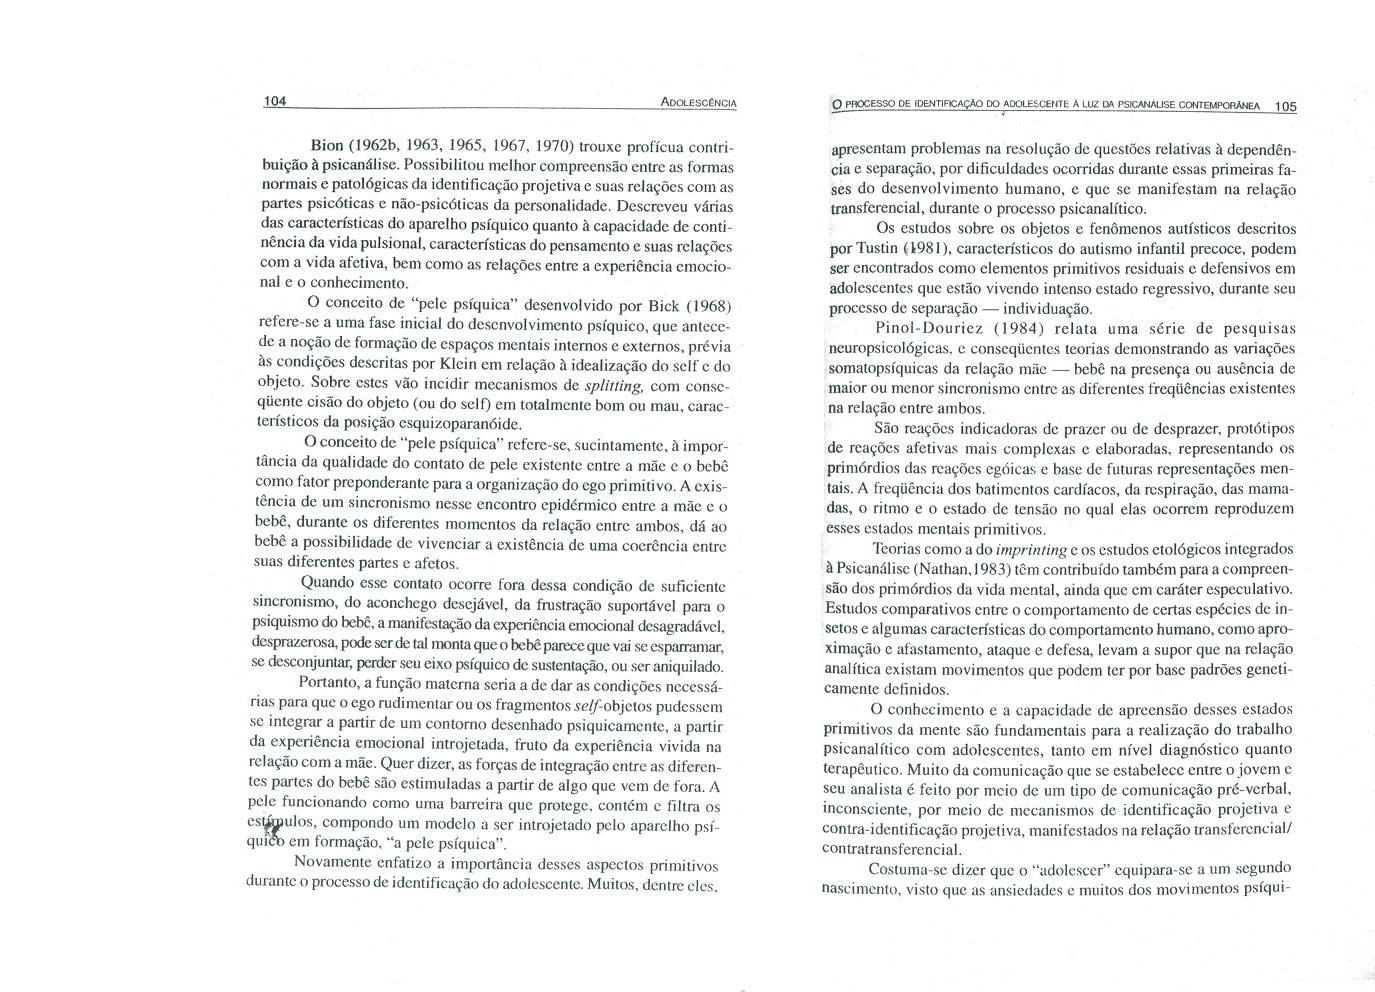 104 ADOLESCÊNCIA
Bion (1962b, 1963, 1965, 1967, 1970) trouxe profícua contri-
buição à psicanálise. Possibilitou melhor compreensão entre as formas
normais e patológicas da identificação projetiva e suas relações com as
partes psicóticas e não-psicóticas da personalidade. Descreveu várias
das características do aparelho psíquico quanto à capacidade de conti-
nência da vida pulsional, características do pensamento e suas relações
com a vida afetiva, bem como as relações entre a experiência emocio-
nal e o conhecimento.
O conceito de “pele psíquica” desenvolvido por Bick (1968)
refere-se a uma fase inicial do desenvolvimento psíquico, que antece-
de a noção de formação de espaços mentais internos e externos, prévia
às condições descritas por Klein em relação à idealização do self e do
objeto. Sobre estes vão incidir mecanismos de splitting, com conse-
qüente cisão do objeto (ou do self) em totalmente bom ou mau, carac-
terísticos da posição esquizoparanóide.
O conceito de “pele psíquica” refere-se, sucintamente, à impor-
tância da qualidade do contato de pele existente entre a mãe e o bebê
como fator preponderante para a organização do ego primitivo. A exis-
tência de um sincronismo nesse encontro epidérmico entre a mãe e o
bebê, durante os diferentes momentos da relação entre ambos, dá ao
bebê a possibilidade de vivenciar a existência de uma coerência entre
suas diferentes partes e afetos.
Quando esse contato ocorre fora dessa condição de suficiente
sincronismo, do aconchego desejável, da frustração suportável para o
psiquismo do bebê, a manifestação da experiência emocional desagradável,
desprazerosa, pode ser de tal monta que o bebê parece que vai se esparramar,
se desconjuntar, perder seu eixo psíquico de sustentação, ou ser aniquilado.
Portanto, a função materna seria a de dar as condições necessá-
rias para que o ego rudimentar ou os fragmentos self-objetos pudessem
se integrar a partir de um contorno desenhado psiquicamente, a partir
da experiência emocional introjetada, fruto da experiência vivida na
relação com a mãe. Quer dizer, as forças de integração entre as diferen-
tes partes do bebê são estimuladas a partir de algo que vem de fora. A
pele funcionando como uma barreira que protege, contém e filtra os
estímulos, compondo um modelo a ser introjetado pelo aparelho psí-
quico em formação, “a pele psíquica”.
Novamente enfatizo a importância desses aspectos primitivos
durante o processo de identificação do adolescente. Muitos, dentre eles,
O PROCESSO DE IDENTIFICAÇÃO DO ADOLESCENTE À LUZ DA PSICANÁLISE CONTEMPORÂNEA 105
apresentam problemas na resolução de questões relativas à dependên-
cia e separação, por dificuldades ocorridas durante essas primeiras fa-
ses do desenvolvimento humano, e que se manifestam na relação
transferencial, durante o processo psicanalítico.
Os estudos sobre os objetos e fenômenos autísticos descritos
por Tustin (1981), característicos do autismo infantil precoce, podem
ser encontrados como elementos primitivos residuais e defensivos em
adolescentes que estão vivendo intenso estado regressivo, durante seu
processo de separação — individuação.
Pinol-Douriez (1984) relata uma série de pesquisas
neuropsicológicas, e conseqüentes teorias demonstrando as variações
somatopsíquicas da relação mãe — bebê na presença ou ausência de
maior ou menor sincronismo entre as diferentes freqüências existentes
na relação entre ambos.
São reações indicadoras de prazer ou de desprazer, protótipos
de reações afetivas mais complexas e elaboradas, representando os
primórdios das reações egóicas e base de futuras representações men-
tais. A freqüência dos batimentos cardíacos, da respiração, das mama-
das, o ritmo e o estado de tensão no qual elas ocorrem reproduzem
esses estados mentais primitivos.
Teorias como a do imprinting e os estudos etológicos integrados
à Psicanálise (Nathan,1983) têm contribuído também para a compreen-
são dos primórdios da vida mental, ainda que em caráter especulativo.
Estudos comparativos entre o comportamento de certas espécies de in-
setos e algumas características do comportamento humano, como apro-
ximação e afastamento, ataque e defesa, levam a supor que na relação
analítica existam movimentos que podem ter por base padrões geneti-
camente definidos.
O conhecimento e a capacidade de apreensão desses estados
primitivos da mente são fundamentais para a realização do trabalho
psicanalítico com adolescentes, tanto em nível diagnóstico quanto
terapêutico. Muito da comunicação que se estabelece entre o jovem e
seu analista é feito por meio de um tipo de comunicação pré-verbal,
inconsciente, por meio de mecanismos de identificação projetiva e
contra-identificação projetiva, manifestados na relação transferencial/
contratransferencial.
Costuma-se dizer que o “adolescer” equipara-se a um segundo
nascimento, visto que as ansiedades e muitos dos movimentos psíqui-